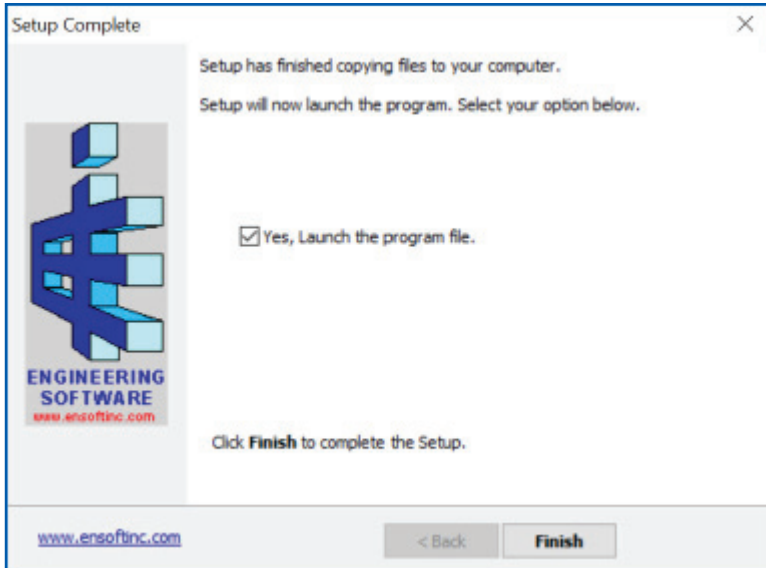 Setup Complete
Setup has finished copying files to your computer.
Setup will now launch the program. Select your option below.
Yes, Launch the program file.
ENGINEERING
SOFTWARE
www.ensoftinc.com
Click Finish to complete the Setup.
www.ensoftinc.com
< Back
Finish